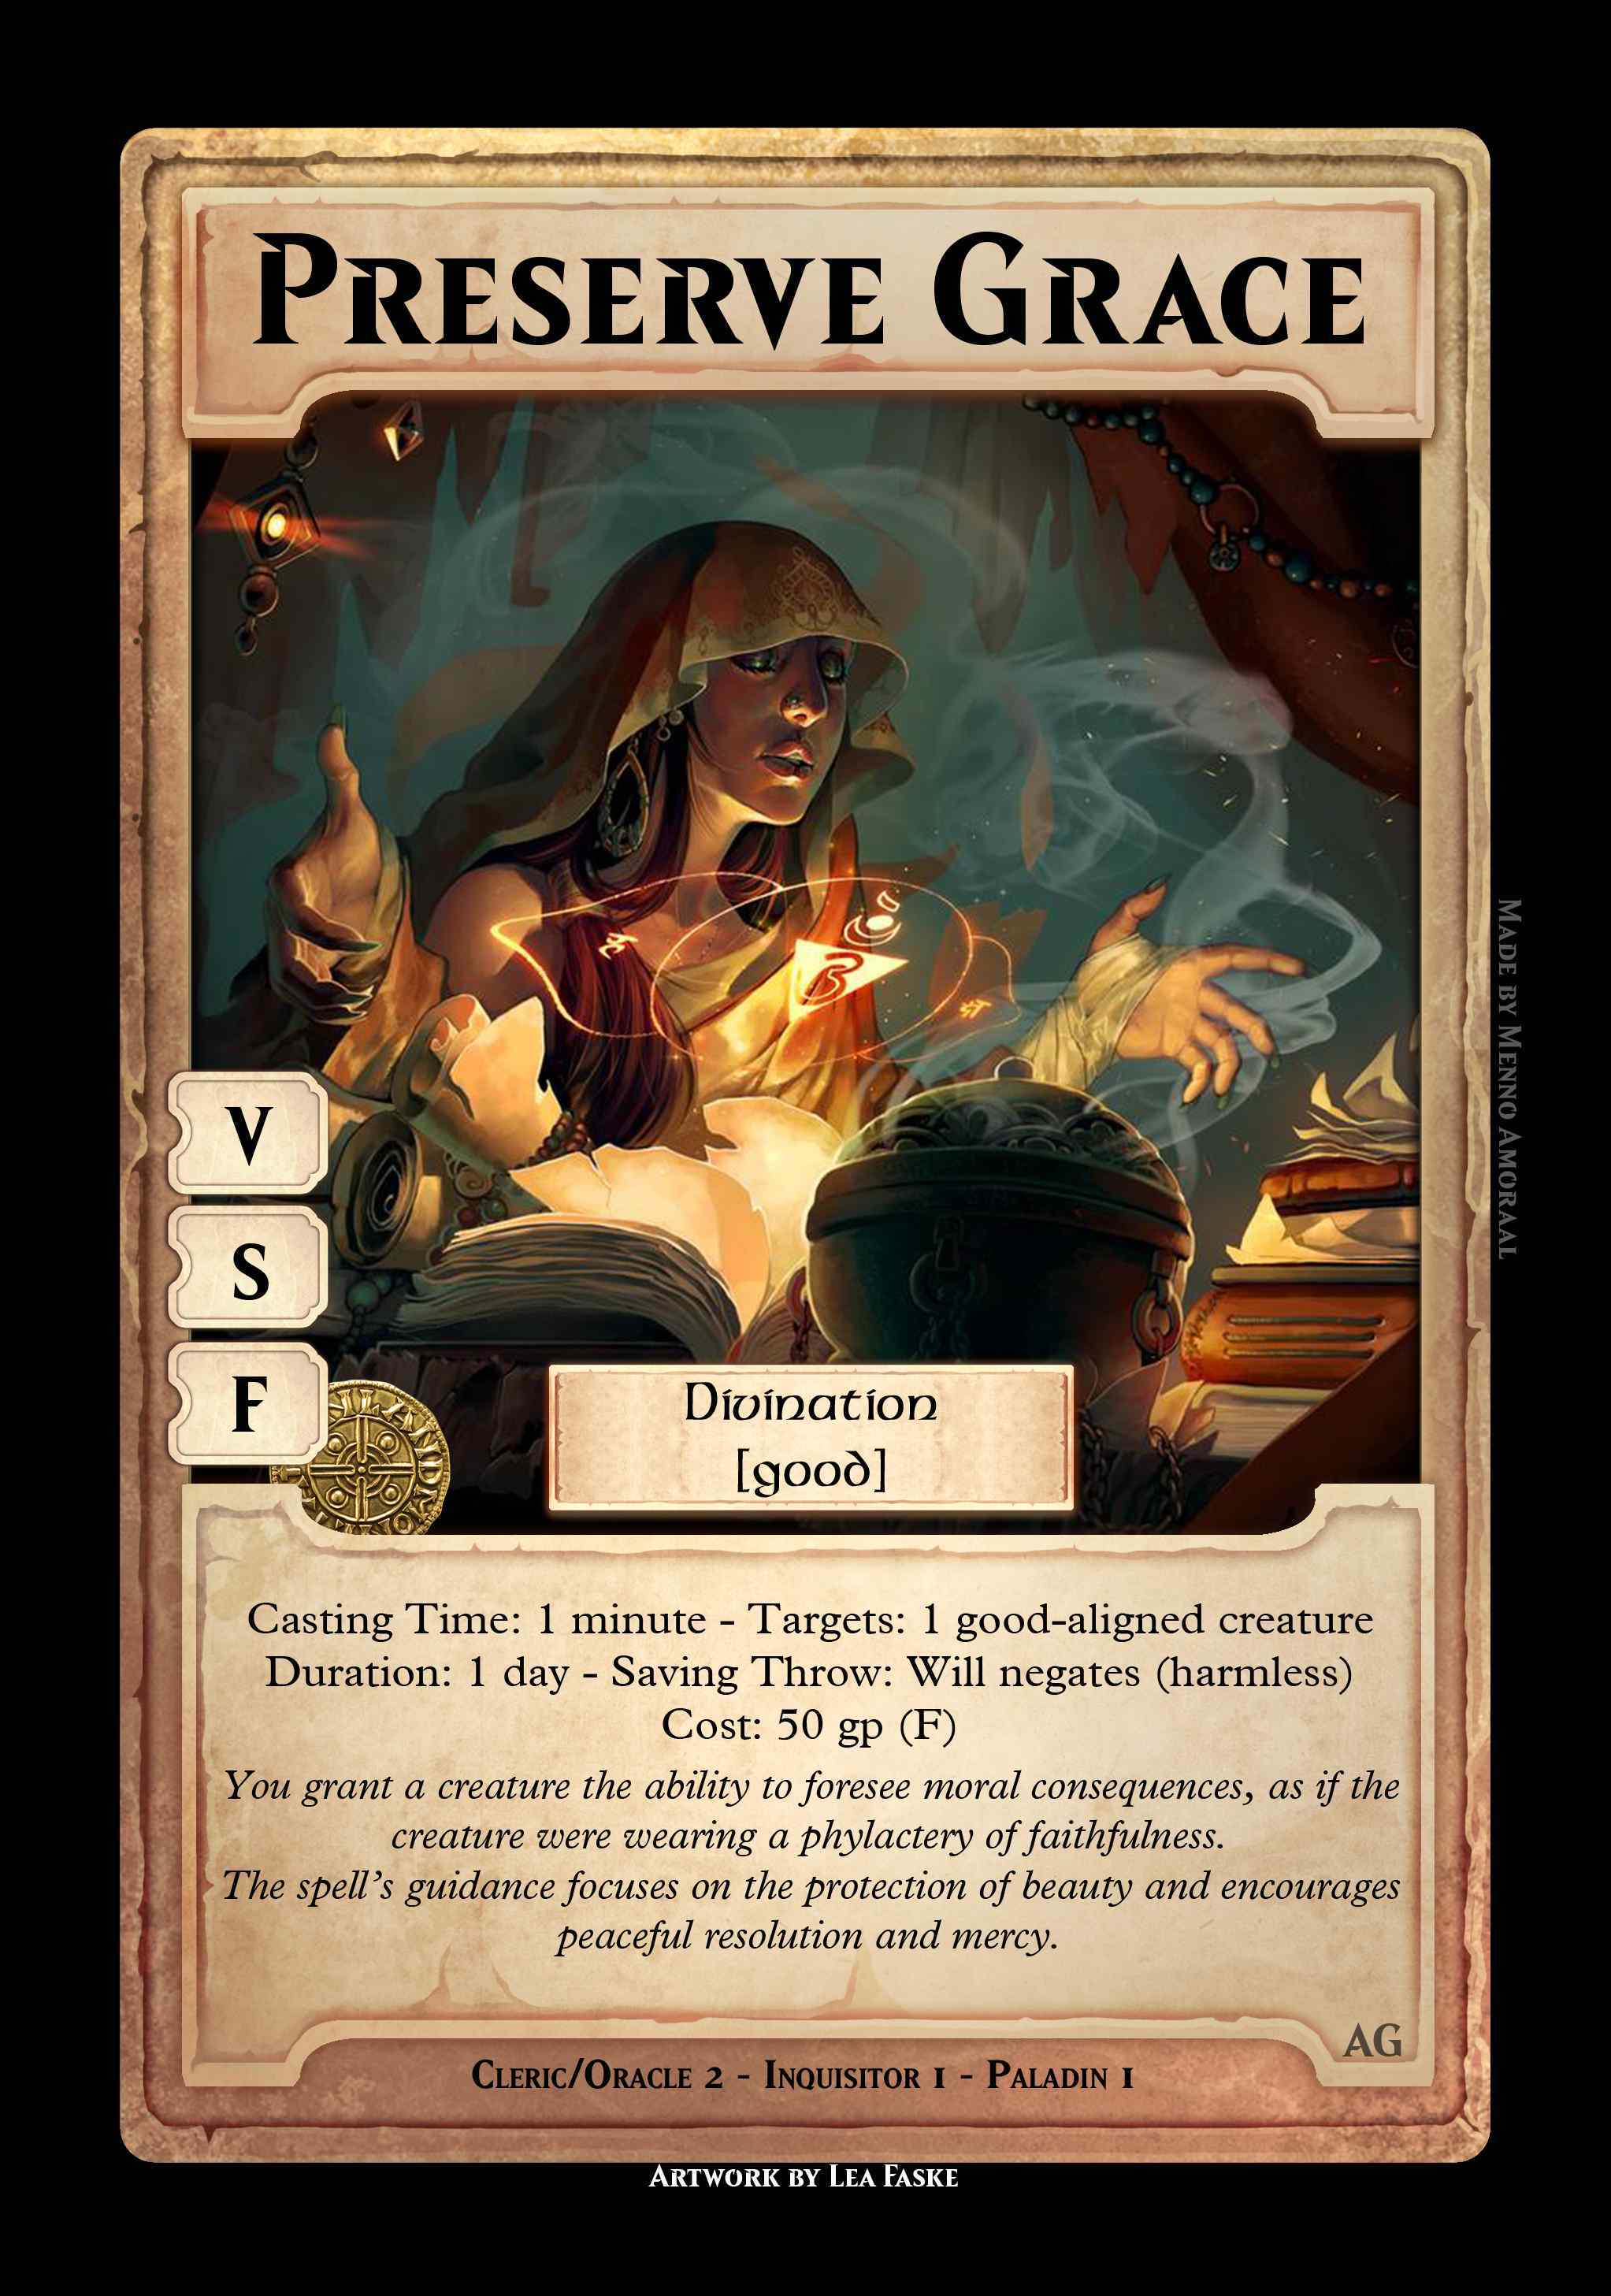 Preserve Grace
V
S
F
Divination
[good]
Casting Time: 1 minute - Targets: 1 good-aligned creature
Duration: 1 day - Saving Throw: Will negates (harmless)
Cost: 50 gp (F)
You grant a creature the ability to foresee moral consequences, as if the
creature were wearing a phylactery of faithfulness.
The spell's guidance focuses on the protection of beauty and encourages
peaceful resolution and mercy.
AG
Cleric/Oracle 2 - Inquisitor 1 - Paladin 1
Artwork by Lea Faske
Made by Menno Amoraal